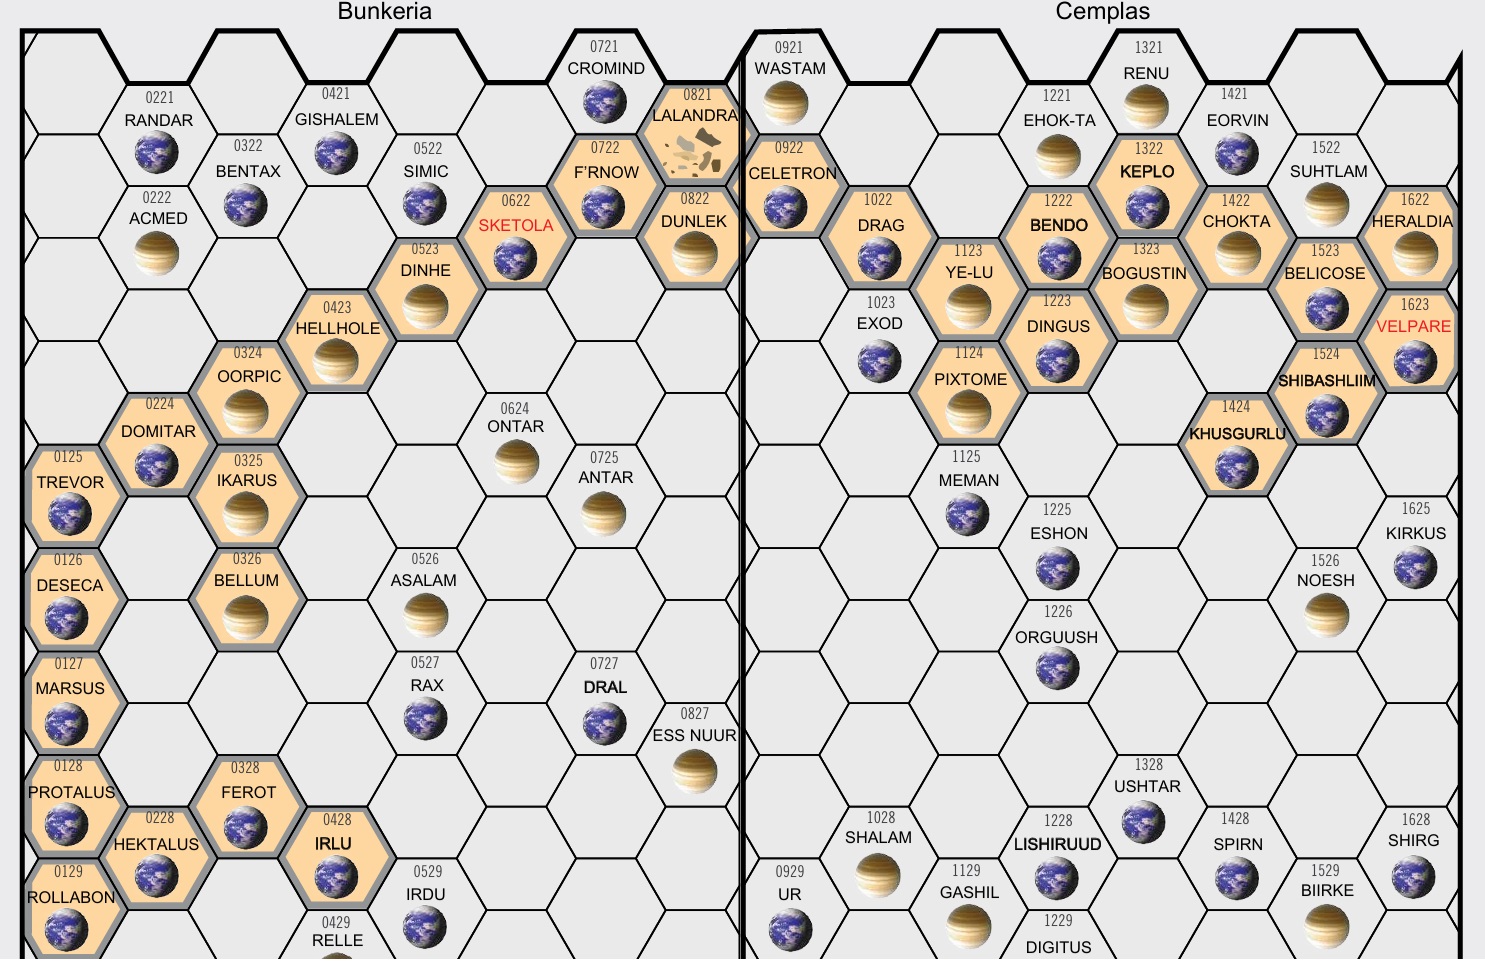 Bunkeria
Cemplas
0721
CROMIND
0921
WASTAM
1321
RENU
0221
RANDAR
0421
GISHALEM
0821
LALANDRA
1221
EHOK-TA
1421
EORVIN
0322
BENTAX
0522
SIMIC
0722
F'RNOW
0922
CELETRON
1322
KEPLO
1522
SUHTLAM
0222
ACMED
0622
SKETOLA
0822
DUNLEK
1022
DRAG
1222
BENDO
1422
CHOKTA
1622
HERALDIA
0523
DINHE
1123
YE-LU
1323
BOGUSTIN
1523
BELICOSE
0423
HELLHOLE
1023
EXOD
1223
DINGUS
1623
VELPARE
0324
OORPIC
1124
PIXTOME
1524
SHIBASHLIIM
0224
DOMITAR
0624
ONTAR
1424
KHUSGURLU
0125
TREVOR
0325
IKARUS
0725
ANTAR
1125
MEMAN
1225
ESHON
1625
KIRKUS
0126
DESECA
0326
BELLUM
0526
ASALAM
1526
NOESH
1226
ORGUUSH
0127
MARSUS
0527
RAX
0727
DRAL
0827
ESS NUUR
0128
PROTALUS
0328
FEROT
1328
USHTAR
0228
HEKTALUS
0428
IRLU
1028
SHALAM
1228
LISHIRUUD
1428
SPIRN
1628
SHIRG
0129
ROLLABON
0529
IRDU
0929
UR
1129
GASHIL
1529
BIIRKE
0429
RELLE
1229
DIGITUS